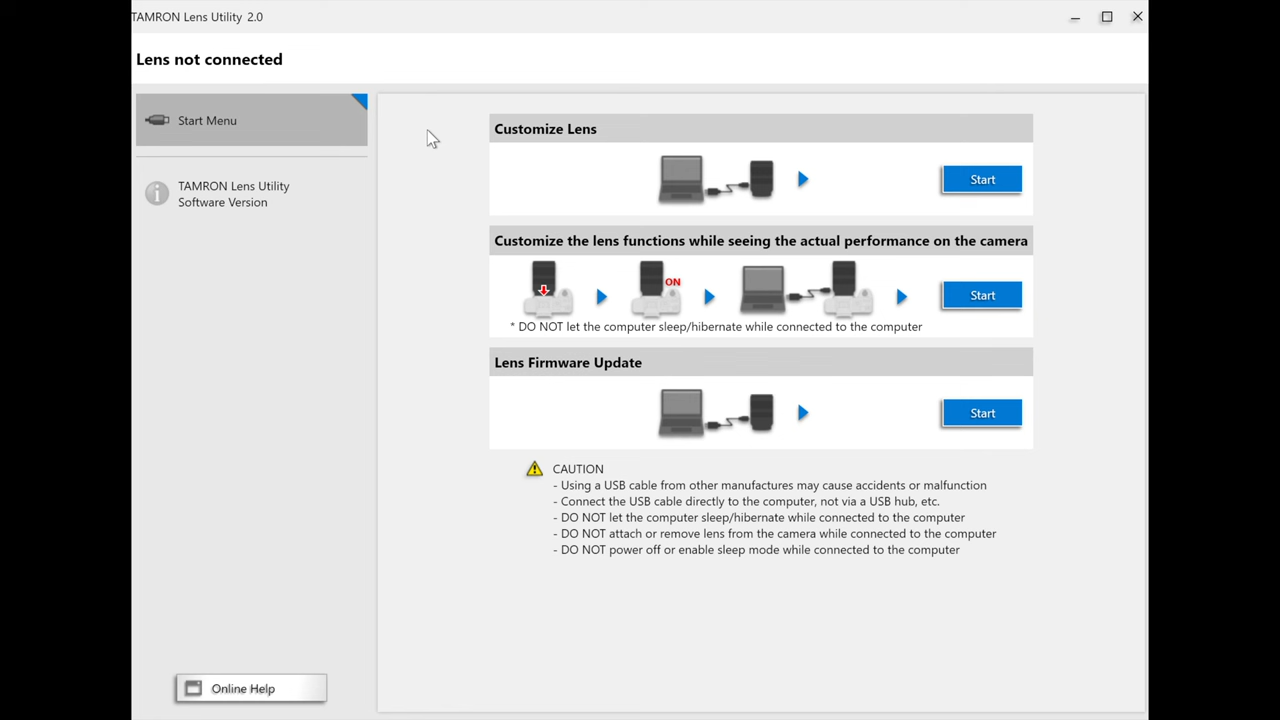 TAMRON Lens Utility 2.0
Lens not connected
Start Menu
TAMRON Lens Utility
Software Version
Online Help
Customize Lens
Start
Customize the lens functions while seeing the actual performance on the camera
ON
Start
* DO NOT let the computer sleep/hibernate while connected to the computer
Lens Firmware Update
Start
CAUTION
- Using a USB cable from other manufactures may cause accidents or malfunction
- Connect the USB cable directly to the computer, not via a USB hub, etc.
- DO NOT let the computer sleep/hibernate while connected to the computer
- DO NOT attach or remove lens from the camera while connected to the computer
- DO NOT power off or enable sleep mode while connected to the computer